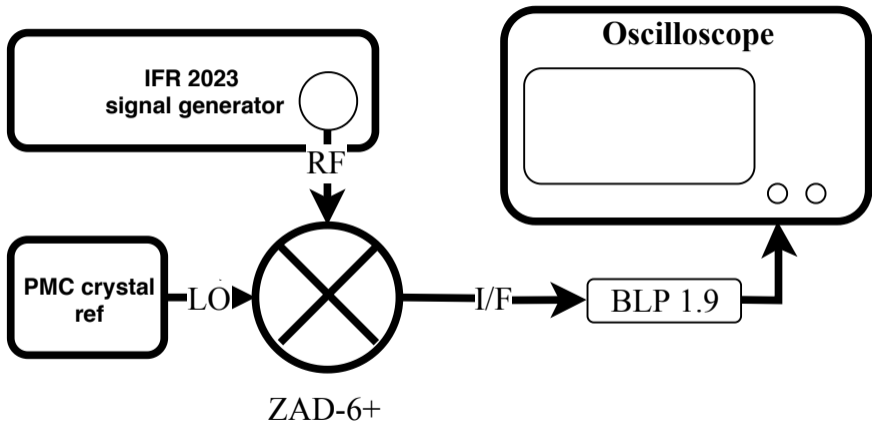 IFR 2023
signal generator
Oscilloscope
RF
PMC crystal
ref
LO
I/F
BLP 1.9
ZAD-6+